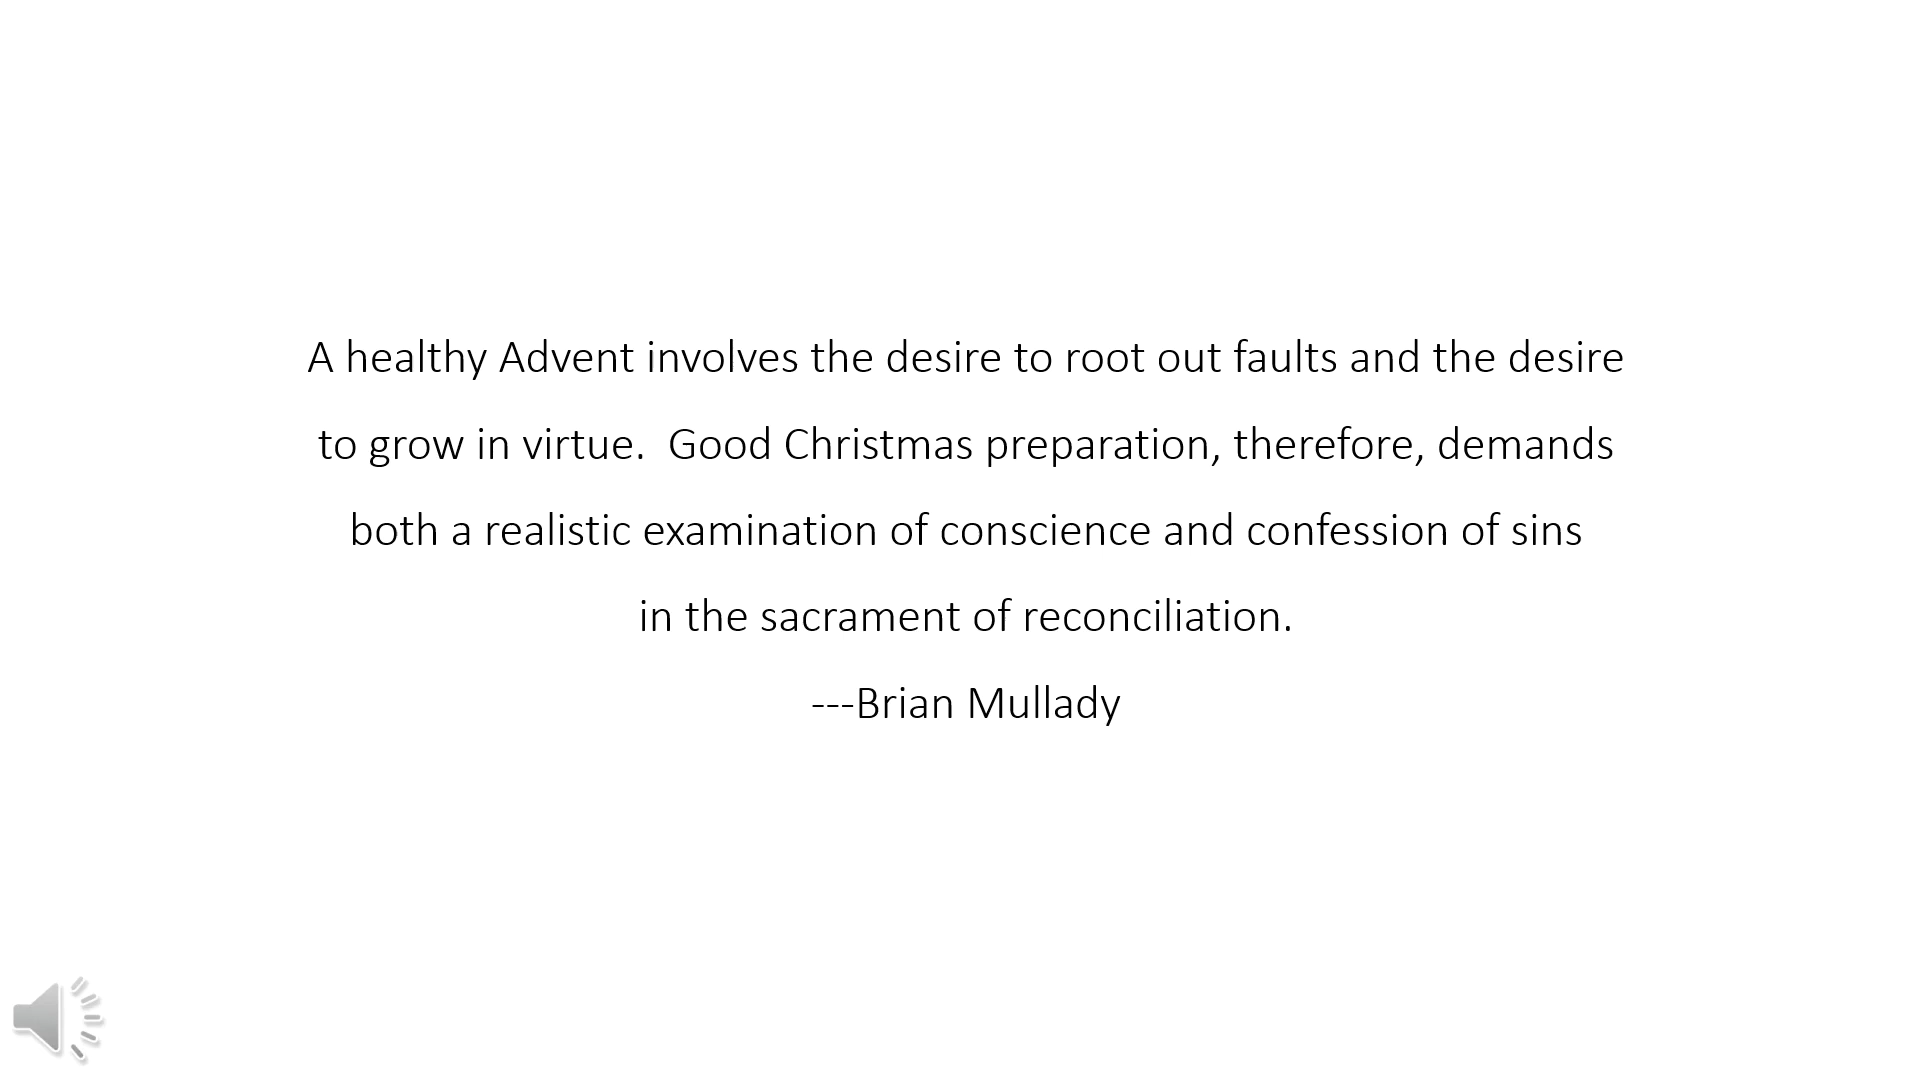 A healthy Advent involves the desire to root out faults and the desire
to grow in virtue.  Good Christmas preparation, therefore, demands
both a realistic examination of conscience and confession of sins
in the sacrament of reconciliation.
---Brian Mullady